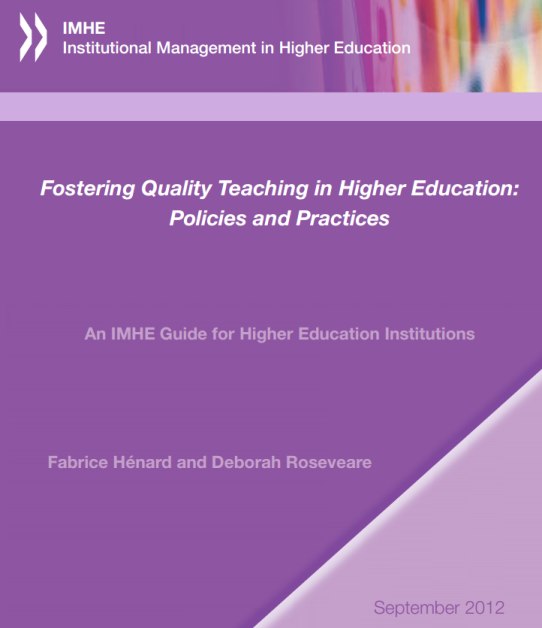 IMHE
Institutional Management in Higher Education
Fostering Quality Teaching in Higher Education:
Policies and Practices
An IMHE Guide for Higher Education Institutions
Fabrice Hénard and Deborah Roseveare
September 2012